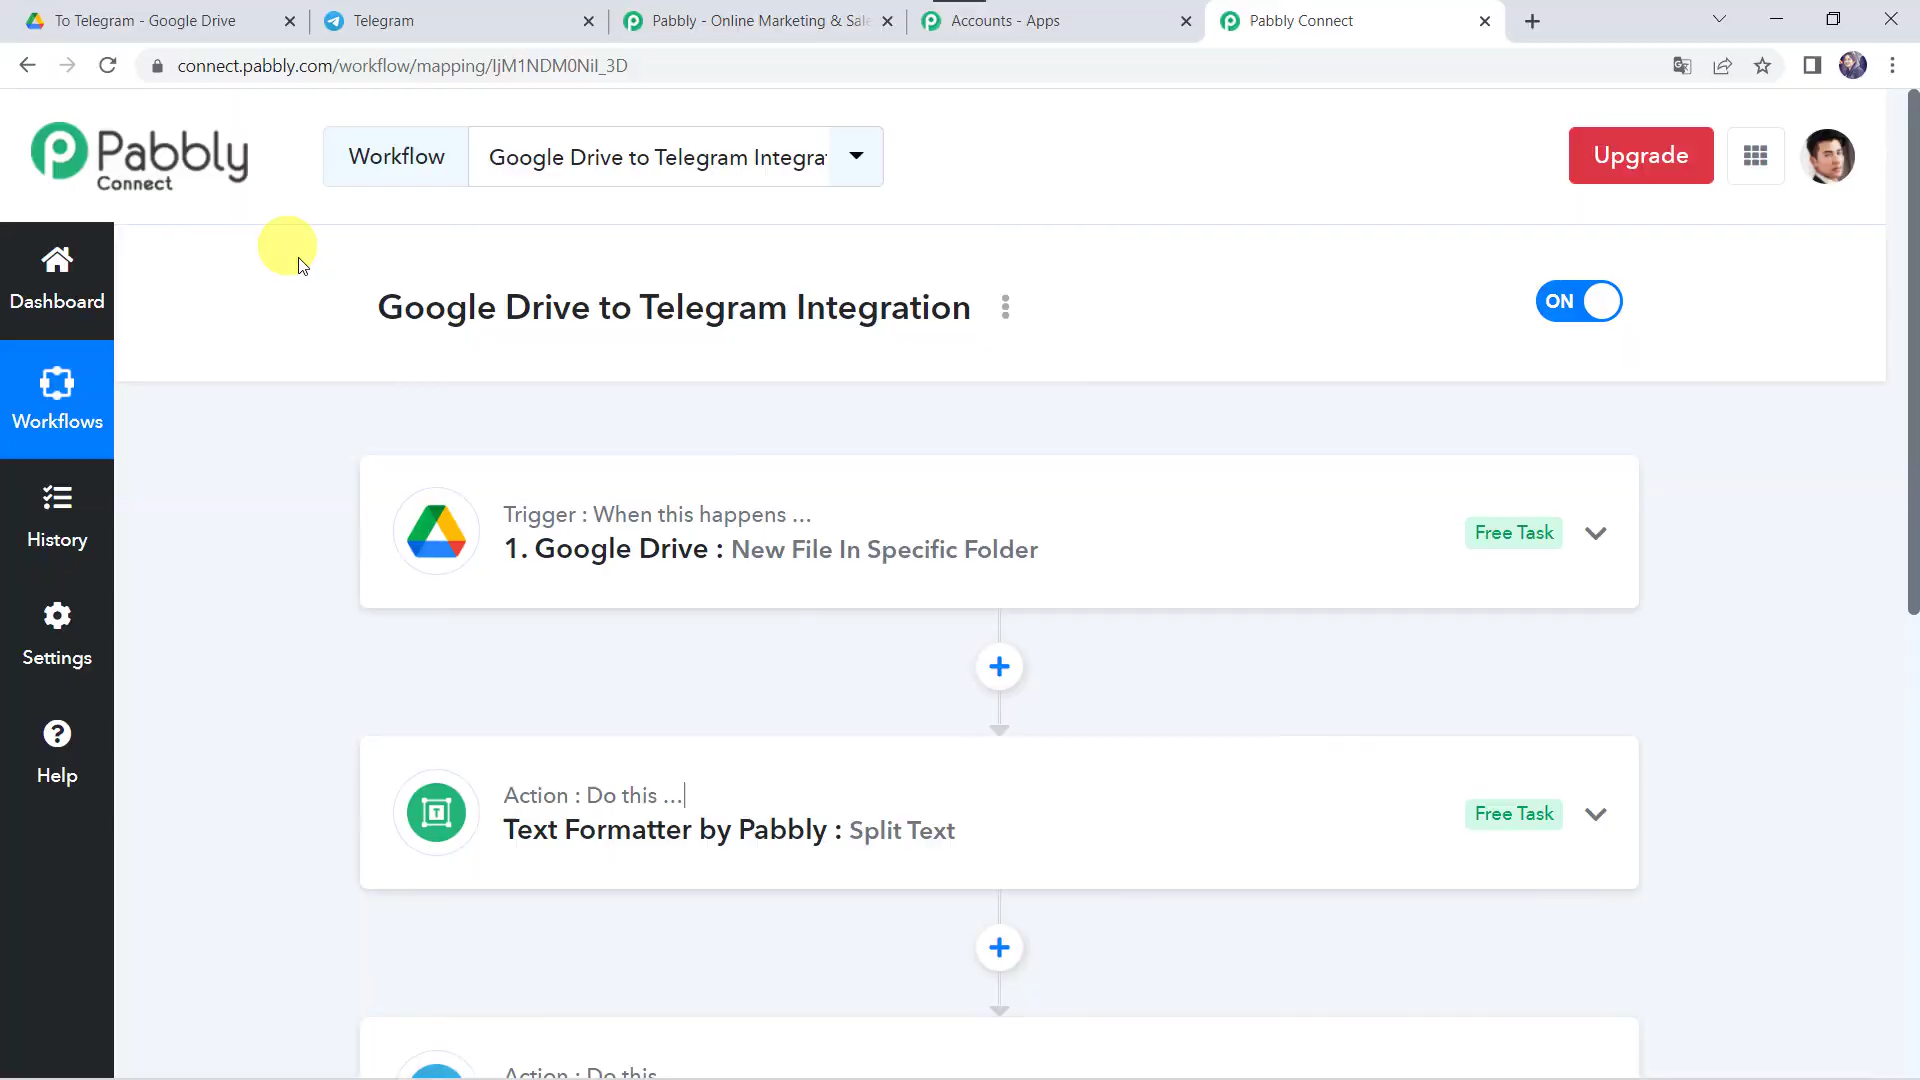 To Telegram - Google Drive
Telegram
Pabbly - Online Marketing & Sale
Accounts - Apps
Pabbly Connect
connect.pabbly.com/workflow/mapping/IjM1NDM0NiI_3D
Pabbly
Connect
Workflow
Google Drive to Telegram Integra
Upgrade
Dashboard
Workflows
History
Settings
Help
Google Drive to Telegram Integration
ON
Trigger : When this happens ...
1. Google Drive : New File In Specific Folder
Free Task
Action : Do this ...
Text Formatter by Pabbly : Split Text
Free Task
Action : Do this